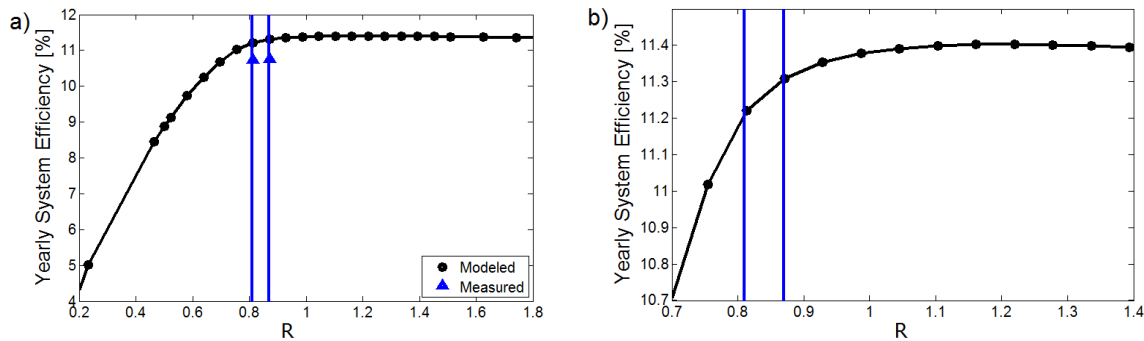 a)
Yearly System Efficiency [%]
12
11
10
9
8
7
6
5
4
0.2 0.4 0.6 0.8 1 1.2 1.4 1.6 1.8
R
Modeled
Measured
b)
Yearly System Efficiency [%]
11.4
11.3
11.2
11.1
11
10.9
10.8
10.7
0.7 0.8 0.9 1 1.1 1.2 1.3 1.4
R